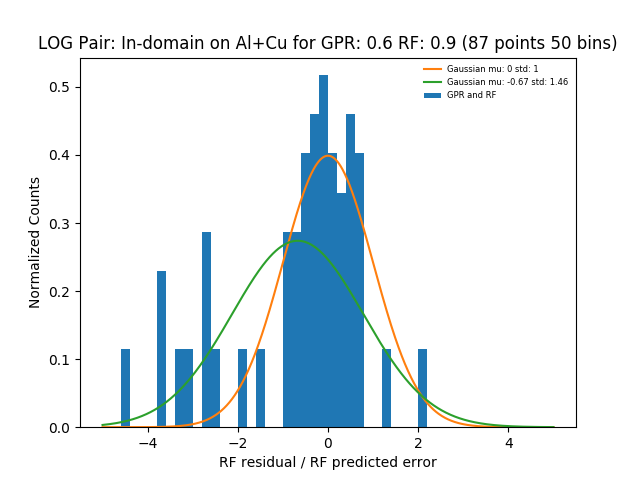 LOG Pair: In-domain on Al+Cu for GPR: 0.6 RF: 0.9 (87 points 50 bins)
Gaussian mu: 0 std: 1
Gaussian mu: -0.67 std: 1.46
GPR and RF
Normalized Counts
0.5
0.4
0.3
0.2
0.1
0.0
−4 −2 0 2 4
RF residual / RF predicted error